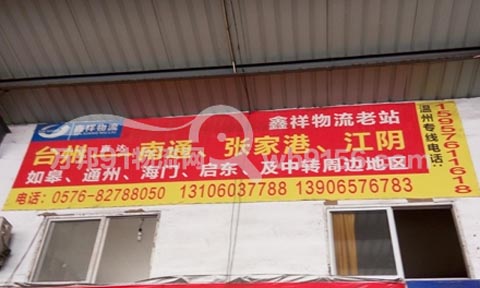 鑫祥物流
鑫祥物流老站
台州 直达 南通、张家港、江阴
如皋、通州、海门、启东、及中转周边地区
电话：0576-82788050 13106037788 13906576783
温州专线电话：15957611618